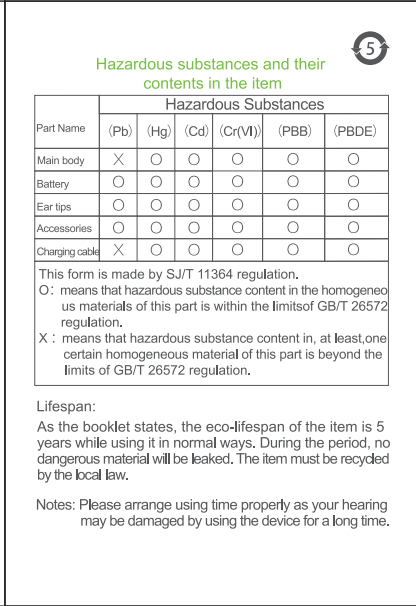 5
Hazardous substances and their
contents in the item
Hazardous Substances
Part Name (Pb) (Hg) (Cd) (Cr(VI)) (PBB) (PBDE)
Main body X O O O O O
Battery O O O O O O
Ear tips O O O O O O
Accessories O O O O O O
Charging cable X O O O O O
This form is made by SJ/T 11364 regulation.
O: means that hazardous substance content in the homogeneo
us materials of this part is within the limitsof GB/T 26572
regulation.
X : means that hazardous substance content in, at least,one
certain homogeneous material of this part is beyond the
limits of GB/T 26572 regulation.
Lifespan:
As the booklet states, the eco-lifespan of the item is 5
years while using it in normal ways. During the period, no
dangerous material will be leaked. The item must be recycled
by the local law.
Notes: Please arrange using time properly as your hearing
may be damaged by using the device for a long time.